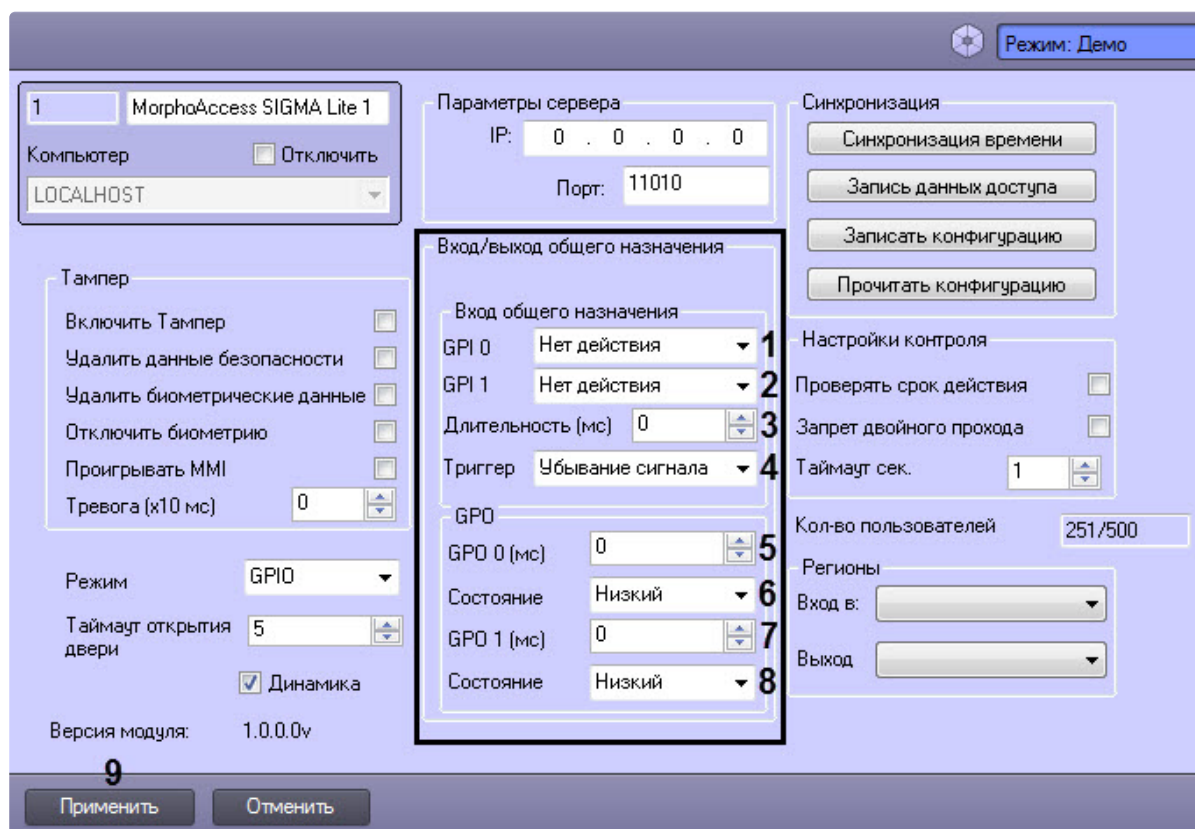 Режим: Демо
1
MorphoAccess SIGMA Lite 1
Компьютер
Отключить
LOCALHOST
Тампер
Включить Тампер
Удалить данные безопасности
Удалить биометрические данные
Отключить биометрию
Проигрывать MMI
Тревога (x10 мс) 0
Режим GPIO
Таймаут открытия двери 5
Динамика
Версия модуля: 1.0.0.0v
Параметры сервера
IP: 0 . 0 . 0 . 0
Порт: 11010
Вход/выход общего назначения
Вход общего назначения
GPI 0 Нет действия 1
GPI 1 Нет действия 2
Длительность (мс) 0 3
Триггер Убывание сигнала 4
GPO
GPO 0 (мс) 0 5
Состояние Низкий 6
GPO 1 (мс) 0 7
Состояние Низкий 8
Синхронизация
Синхронизация времени
Запись данных доступа
Записать конфигурацию
Прочитать конфигурацию
Настройки контроля
Проверять срок действия
Запрет двойного прохода
Таймаут сек. 1
Кол-во пользователей 251/500
Регионы
Вход в:
Выход
9
Применить
Отменить